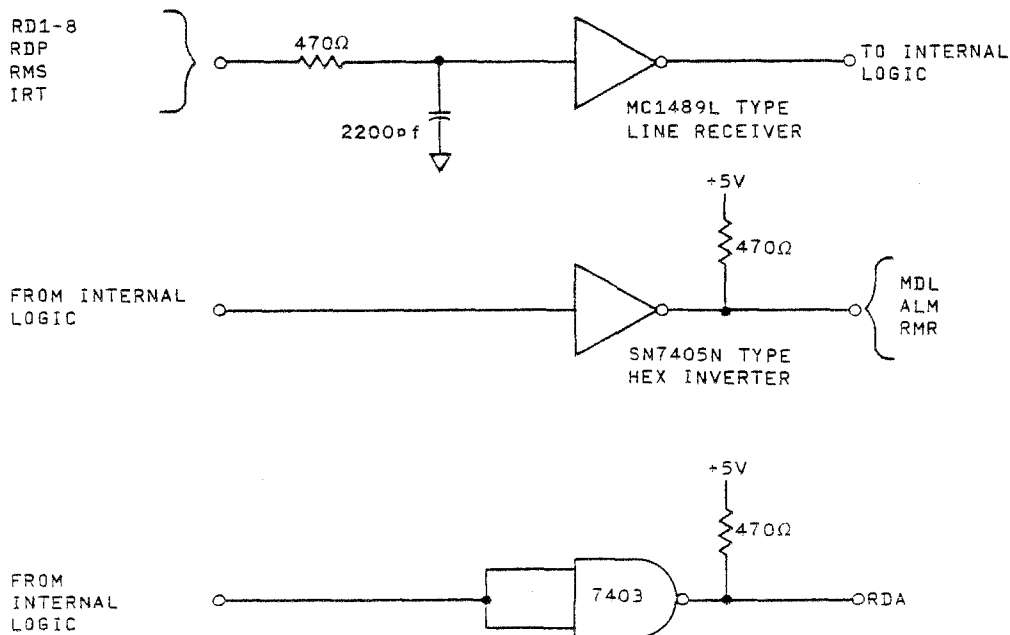 RD1-8
RDP
RMS
IRT
470Ω
2200pf
MC1489L TYPE
LINE RECEIVER
TO INTERNAL
LOGIC
+5V
470Ω
FROM INTERNAL
LOGIC
SN7405N TYPE
HEX INVERTER
MDL
ALM
RMR
+5V
470Ω
FROM
INTERNAL
LOGIC
7403
RDA